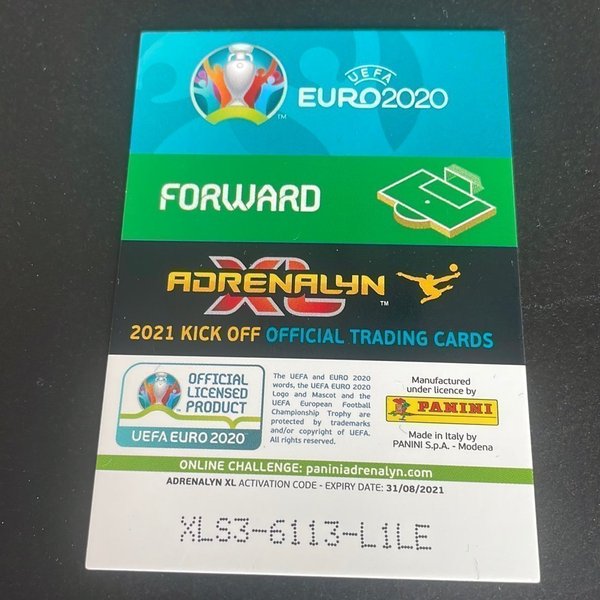 UEFA
EURO2020
TM
FORWARD
ADRENALYN
XL
TM
2021 KICK OFF OFFICIAL TRADING CARDS
OFFICIAL
LICENSED
PRODUCT
UEFA EURO 2020
The UEFA and EURO 2020
words, the UEFA EURO 2020
Logo and Mascot and the
UEFA European Football
Championship Trophy are
protected by trademarks
and/or copyright of UEFA.
All rights reserved.
Manufactured
under licence by
PANINI
Made in Italy by
PANINI S.p.A. - Modena
ONLINE CHALLENGE: paniniadrenalyn.com
ADRENALYN XL ACTIVATION CODE - EXPIRY DATE: 31/08/2021
XLS3-6113-L1LE